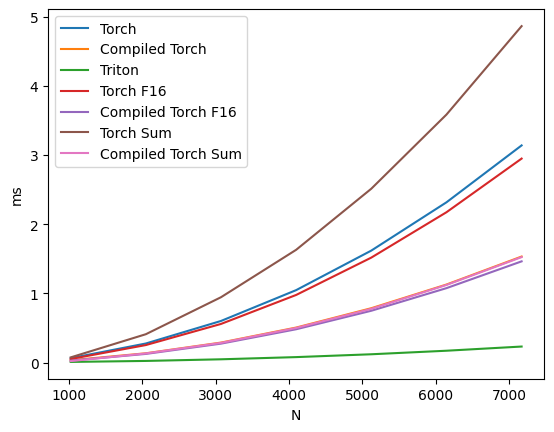 5
4
3
2
1
0
ms
Torch
Compiled Torch
Triton
Torch F16
Compiled Torch F16
Torch Sum
Compiled Torch Sum
1000 2000 3000 4000 5000 6000 7000
N